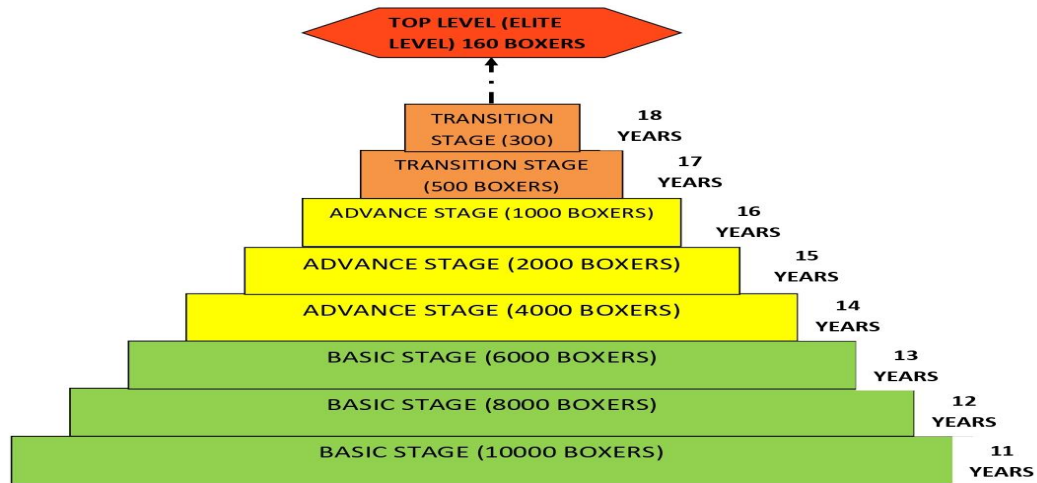 TOP LEVEL (ELITE
LEVEL) 160 BOXERS
TRANSITION
STAGE (300)
18
YEARS
TRANSITION STAGE
(500 BOXERS)
17
YEARS
ADVANCE STAGE (1000 BOXERS)
16
YEARS
ADVANCE STAGE (2000 BOXERS)
15
YEARS
ADVANCE STAGE (4000 BOXERS)
14
YEARS
BASIC STAGE (6000 BOXERS)
13
YEARS
BASIC STAGE (8000 BOXERS)
12
YEARS
BASIC STAGE (10000 BOXERS)
11
YEARS